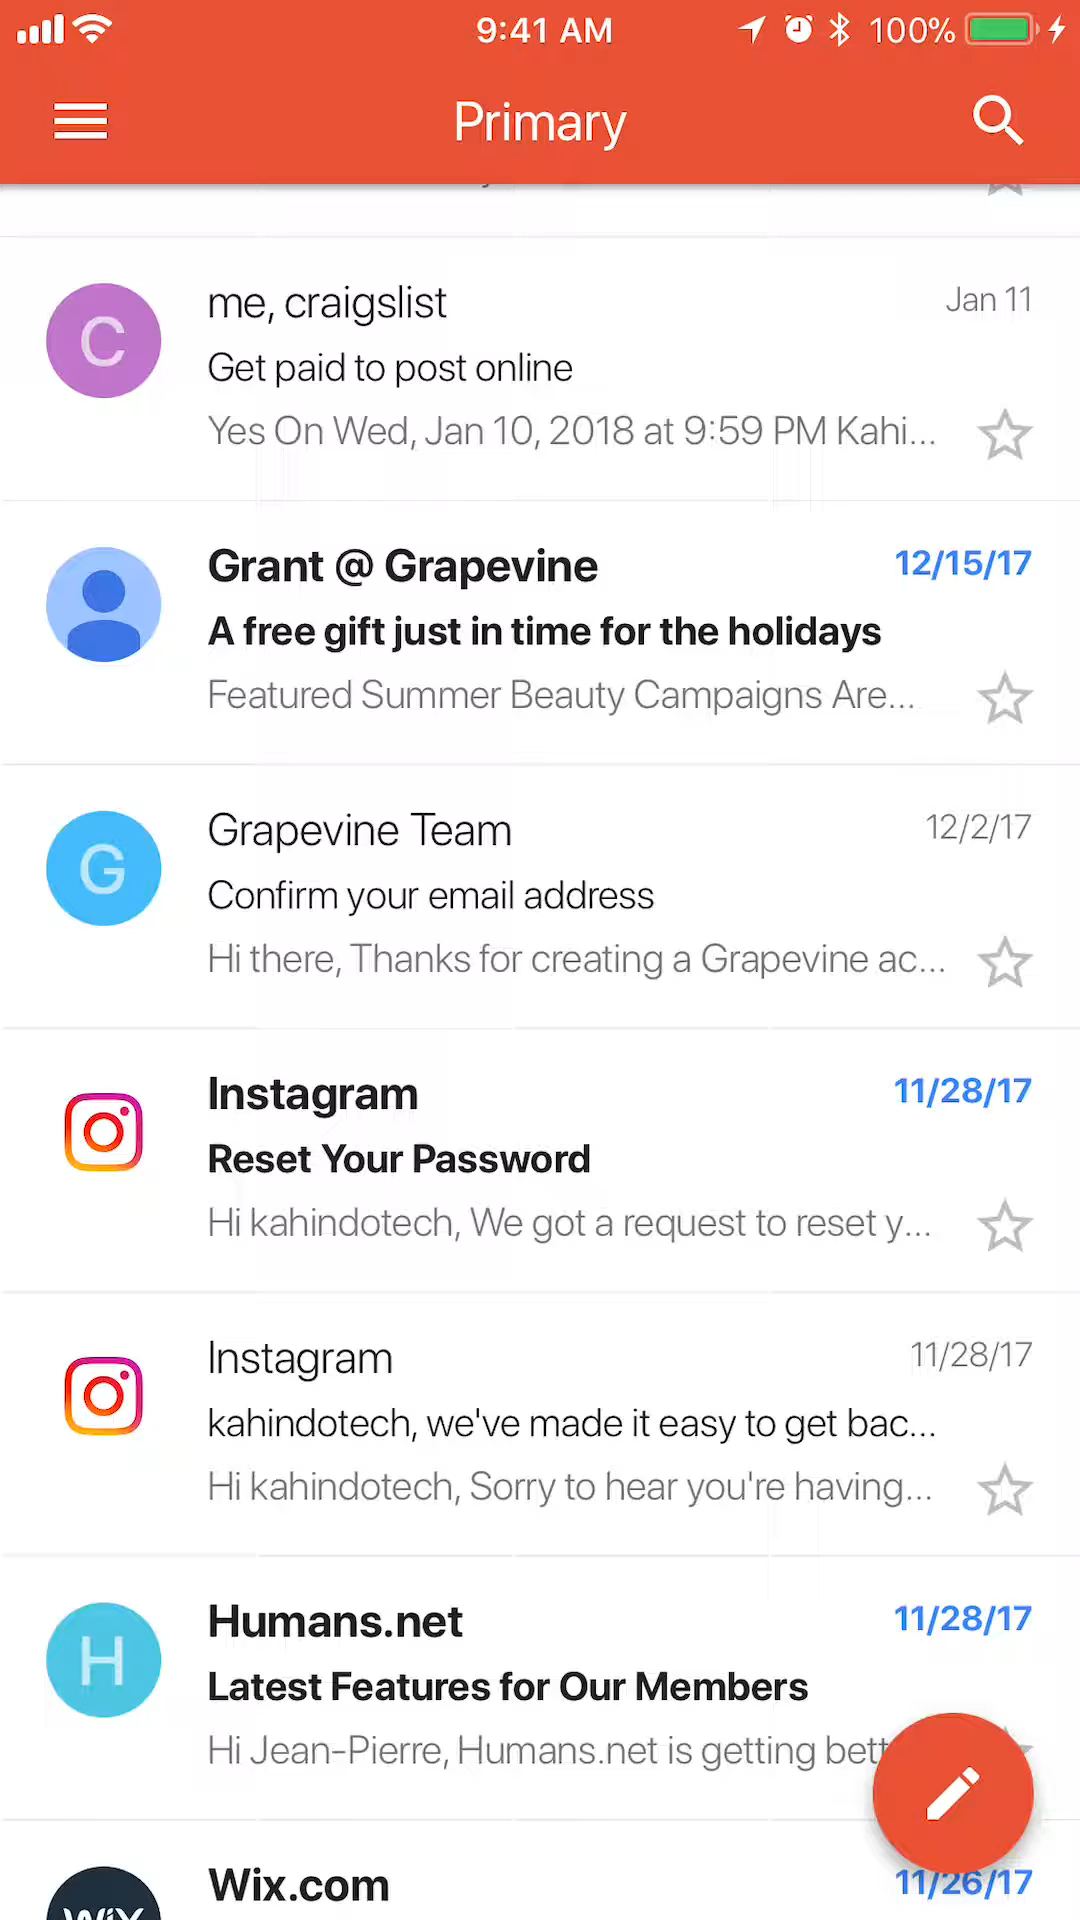 9:41 AM 100%
Primary
C
me, craigslist Jan 11
Get paid to post online
Yes On Wed, Jan 10, 2018 at 9:59 PM Kahi...
Grant @ Grapevine 12/15/17
A free gift just in time for the holidays
Featured Summer Beauty Campaigns Are...
G
Grapevine Team 12/2/17
Confirm your email address
Hi there, Thanks for creating a Grapevine ac...
Instagram 11/28/17
Reset Your Password
Hi kahindotech, We got a request to reset y...
Instagram 11/28/17
kahindotech, we've made it easy to get bac...
Hi kahindotech, Sorry to hear you're having...
H
Humans.net 11/28/17
Latest Features for Our Members
Hi Jean-Pierre, Humans.net is getting bett
Wix.com 11/26/17
WiX